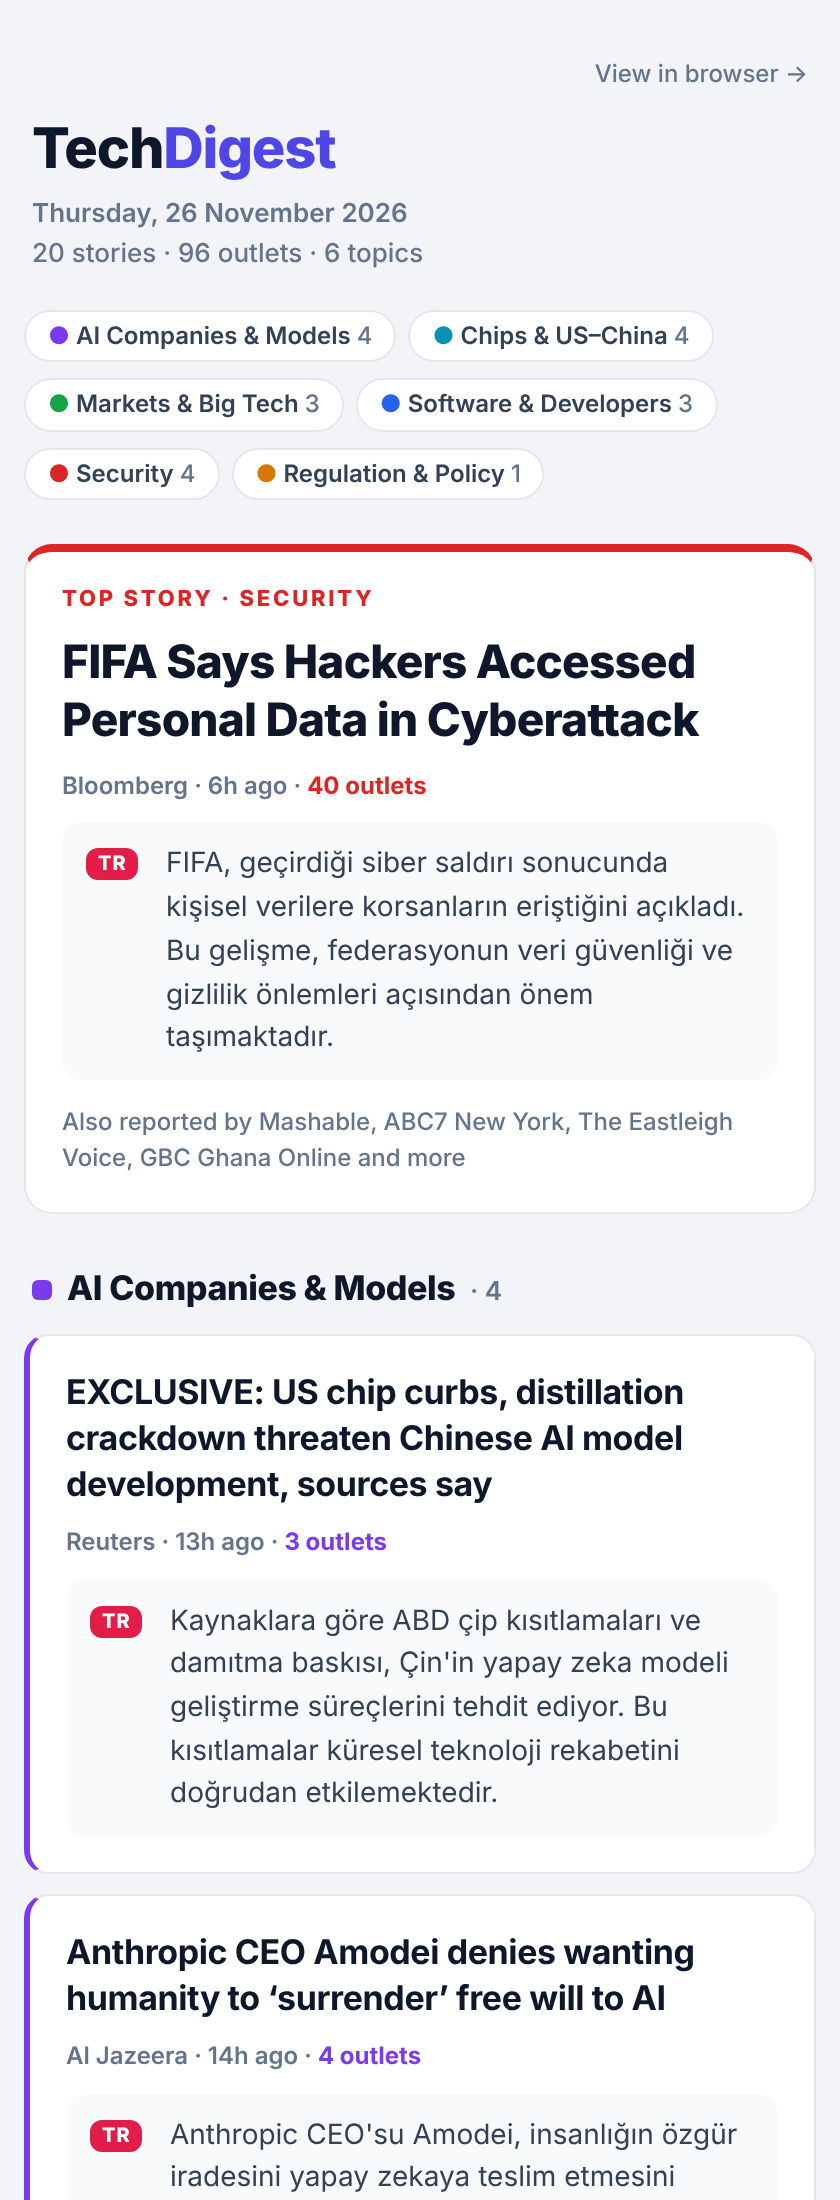 View in browser →
TechDigest
Thursday, 26 November 2026
20 stories · 96 outlets · 6 topics
AI Companies & Models 4
Chips & US–China 4
Markets & Big Tech 3
Software & Developers 3
Security 4
Regulation & Policy 1
TOP STORY · SECURITY
FIFA Says Hackers Accessed
Personal Data in Cyberattack
Bloomberg · 6h ago · 40 outlets
TR
FIFA, geçirdiği siber saldırı sonucunda
kişisel verilere korsanların eriştiğini açıkladı.
Bu gelişme, federasyonun veri güvenliği ve
gizlilik önlemleri açısından önem
taşımaktadır.
Also reported by Mashable, ABC7 New York, The Eastleigh
Voice, GBC Ghana Online and more
AI Companies & Models · 4
EXCLUSIVE: US chip curbs, distillation
crackdown threaten Chinese AI model
development, sources say
Reuters · 13h ago · 3 outlets
TR
Kaynaklara göre ABD çip kısıtlamaları ve
damıtma baskısı, Çin'in yapay zeka modeli
geliştirme süreçlerini tehdit ediyor. Bu
kısıtlamalar küresel teknoloji rekabetini
doğrudan etkilemektedir.
Anthropic CEO Amodei denies wanting
humanity to ‘surrender’ free will to AI
Al Jazeera · 14h ago · 4 outlets
TR
Anthropic CEO'su Amodei, insanlığın özgür
iradesini yapay zekaya teslim etmesini